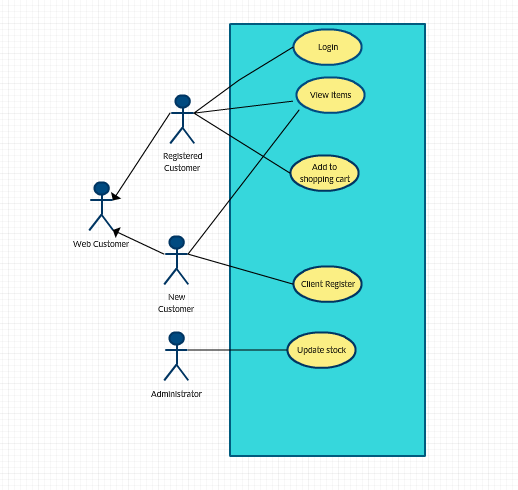 Login
View Items
Registered
Customer
Add to
shopping cart
Web Customer
New
Customer
Client Register
Update stock
Administrator